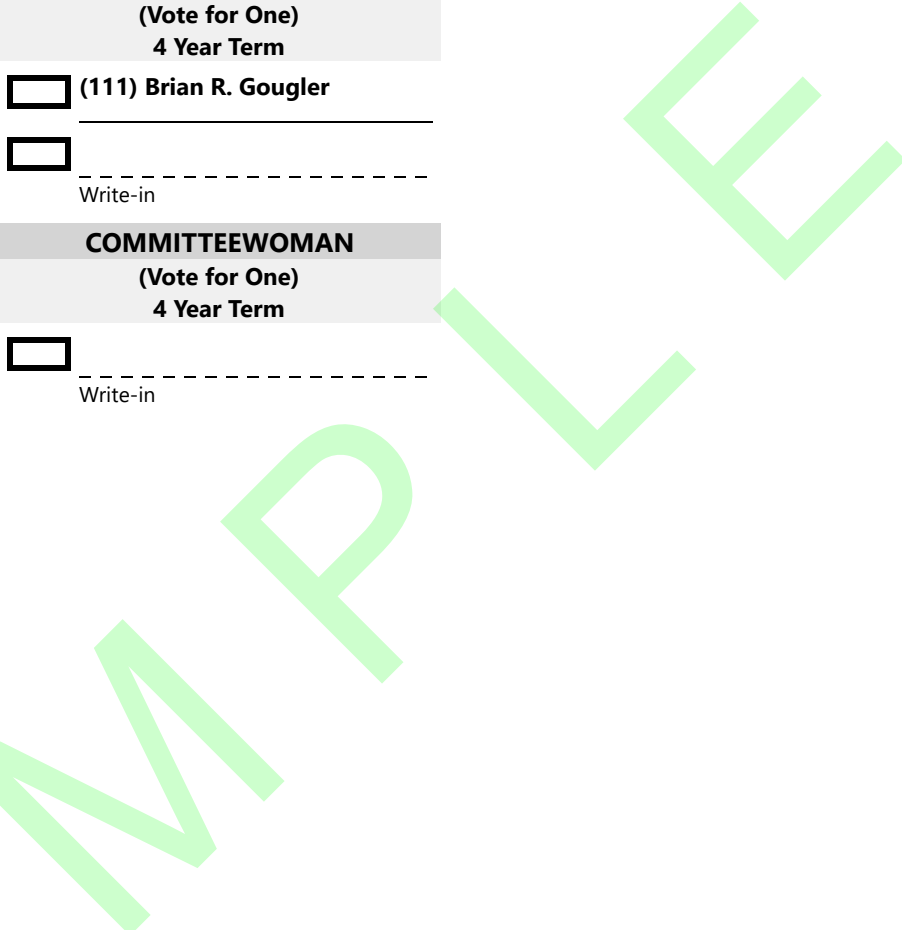 (Vote for One)
4 Year Term
(111) Brian R. Gougler
Write-in
COMMITTEEWOMAN
(Vote for One)
4 Year Term
Write-in
MPLE